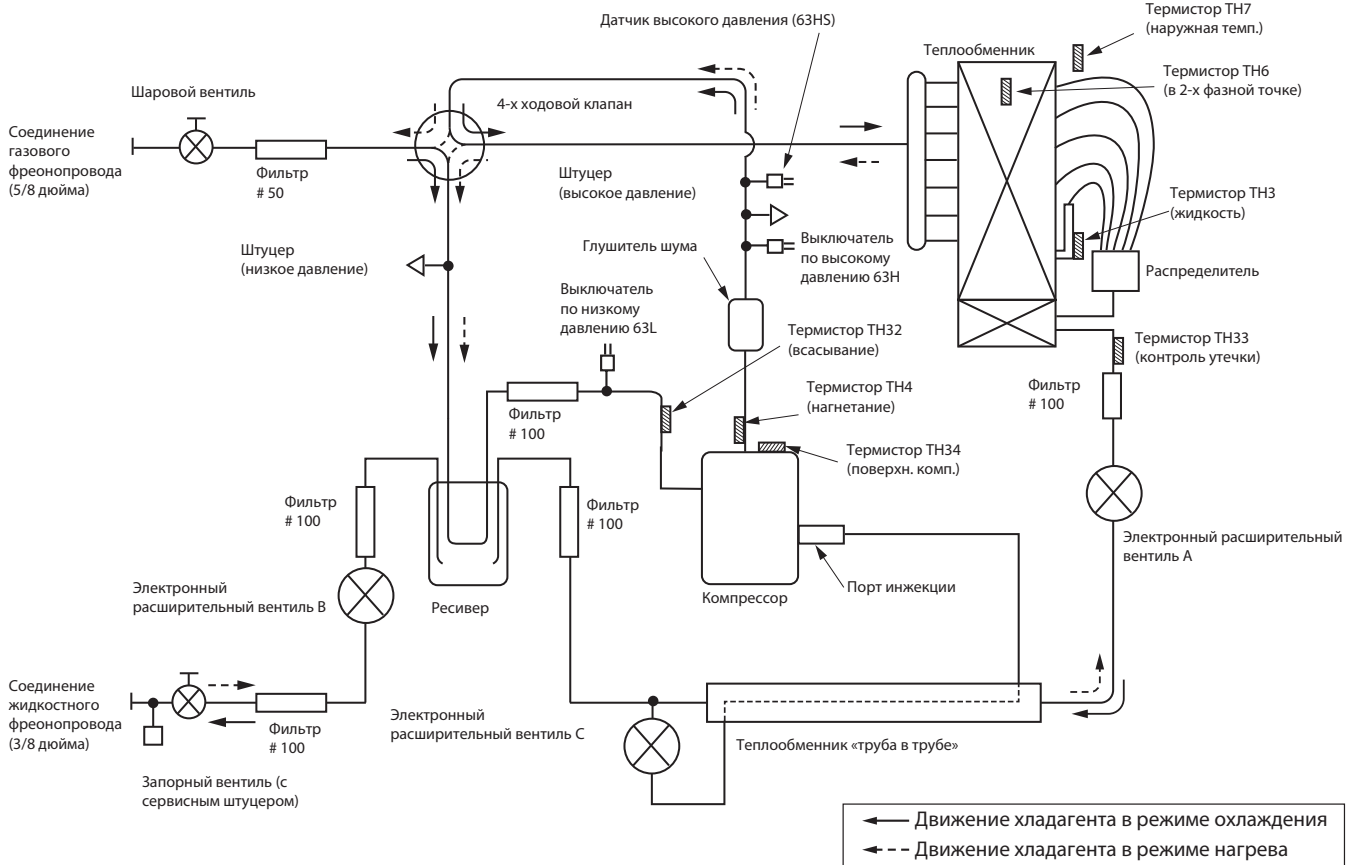 Датчик высокого давления (63HS)
Термистор TH7
(наружная темп.)
Теплообменник
Термистор TH6
(в 2-х фазной точке)
Шаровой вентиль
4-х ходовой клапан
Соединение
газового
фреонопровода
(5/8 дюйма)
Фильтр
# 50
Штуцер
(высокое давление)
Термистор TH3
(жидкость)
Штуцер
(низкое давление)
Глушитель шума
Выключатель
по высокому
давлению 63H
Распределитель
Выключатель
по низкому
давлению 63L
Термистор TH32
(всасывание)
Термистор TH33
(контроль утечки)
Фильтр
# 100
Термистор TH4
(нагнетание)
Фильтр
# 100
Термистор TH34
(поверхн. комп.)
Фильтр
# 100
Фильтр
# 100
Электронный расширительный
вентиль A
Порт инжекции
Электронный
расширительный вентиль B
Ресивер
Компрессор
Соединение
жидкостного
фреонопровода
(3/8 дюйма)
Фильтр
# 100
Электронный
расширительный вентиль C
Теплообменник «труба в трубе»
Запорный вентиль (с
сервисным штуцером)
Движение хладагента в режиме охлаждения
Движение хладагента в режиме нагрева